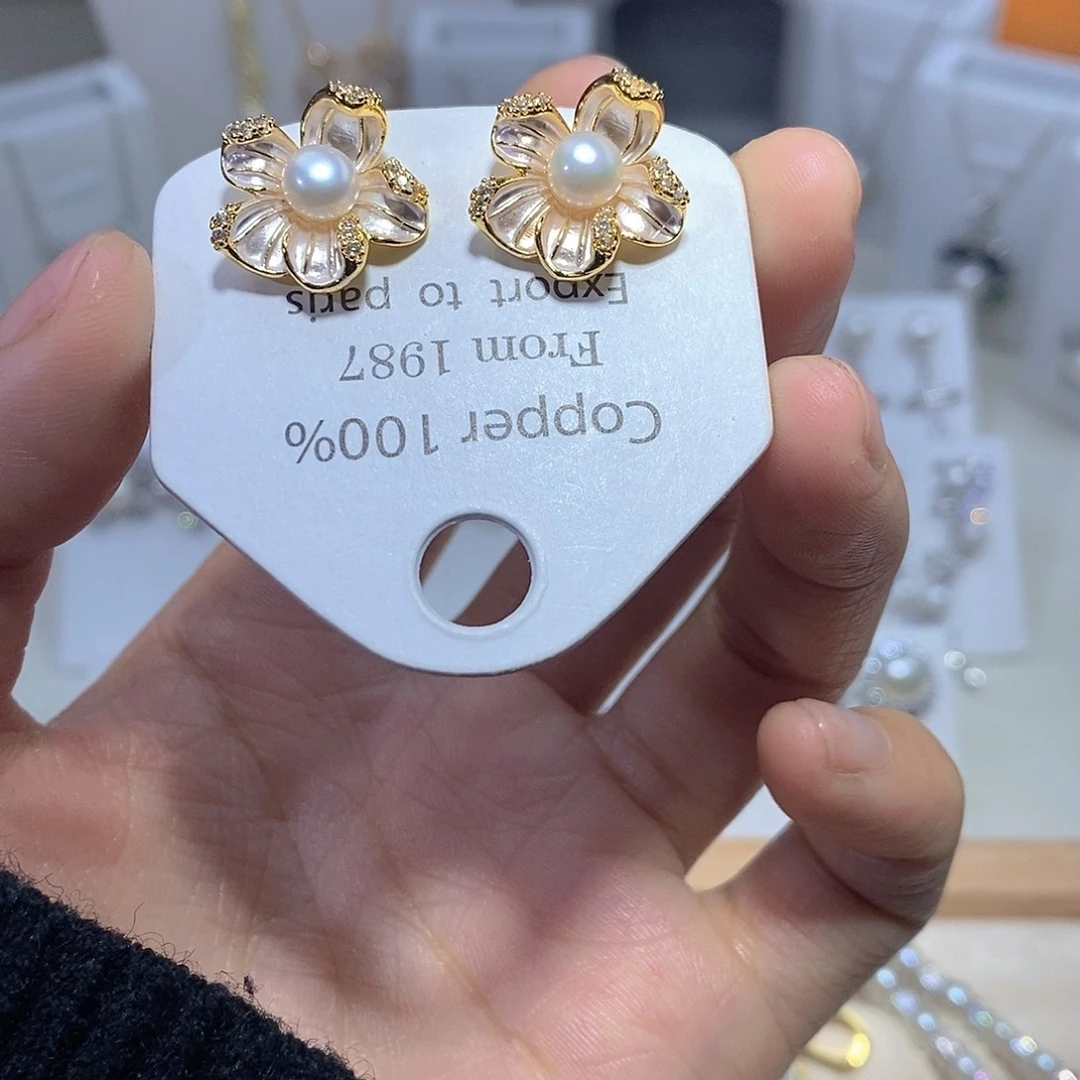 Copper 100%
From 1987
Export to paris